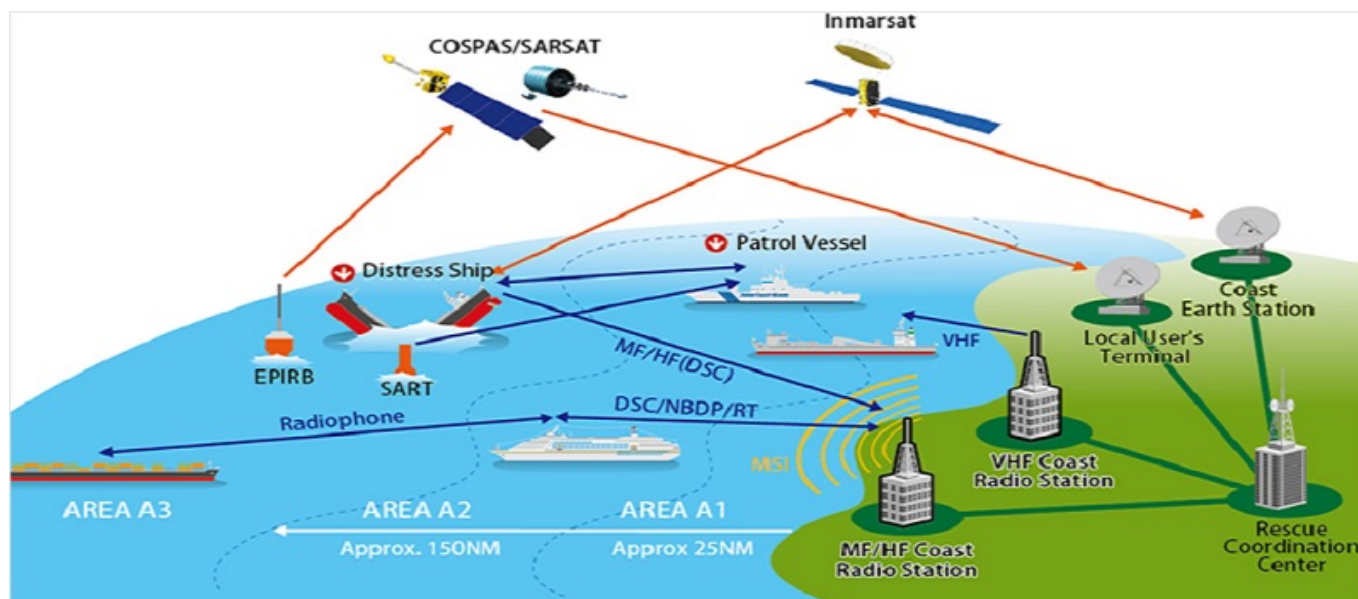 Inmarsat
COSPAS/SARSAT
Patrol Vessel
Distress Ship
Coast
Earth Station
Local User's
Terminal
VHF
MF/HF(DSC)
EPIRB
SART
Radiophone
DSC/NBDP/RT
MSI
VHF Coast
Radio Station
AREA A3
AREA A2
AREA A1
Approx. 150NM
Approx 25NM
MF/HF Coast
Radio Station
Rescue
Coordination
Center